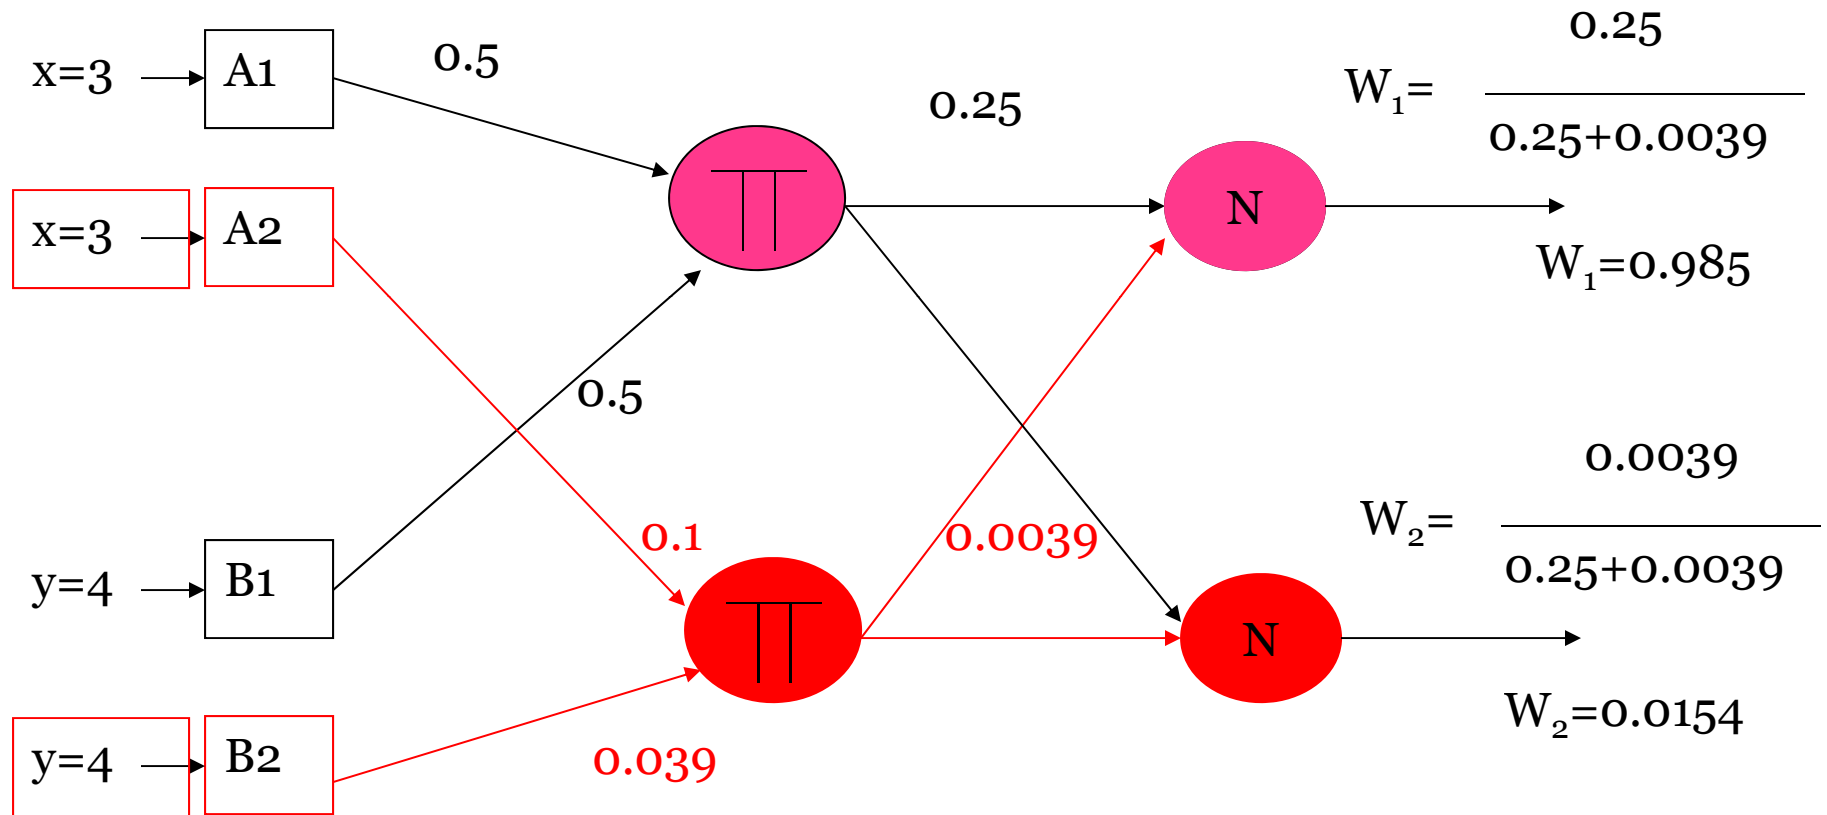 0.25
x=3 A1 0.5 0.25 W₁=
0.25+0.0039
∏ N
x=3 A2
W₁=0.985
0.5
0.0039
W₂=
0.1 0.0039
0.25+0.0039
y=4 B1
∏ N
W₂=0.0154
y=4 B2 0.039